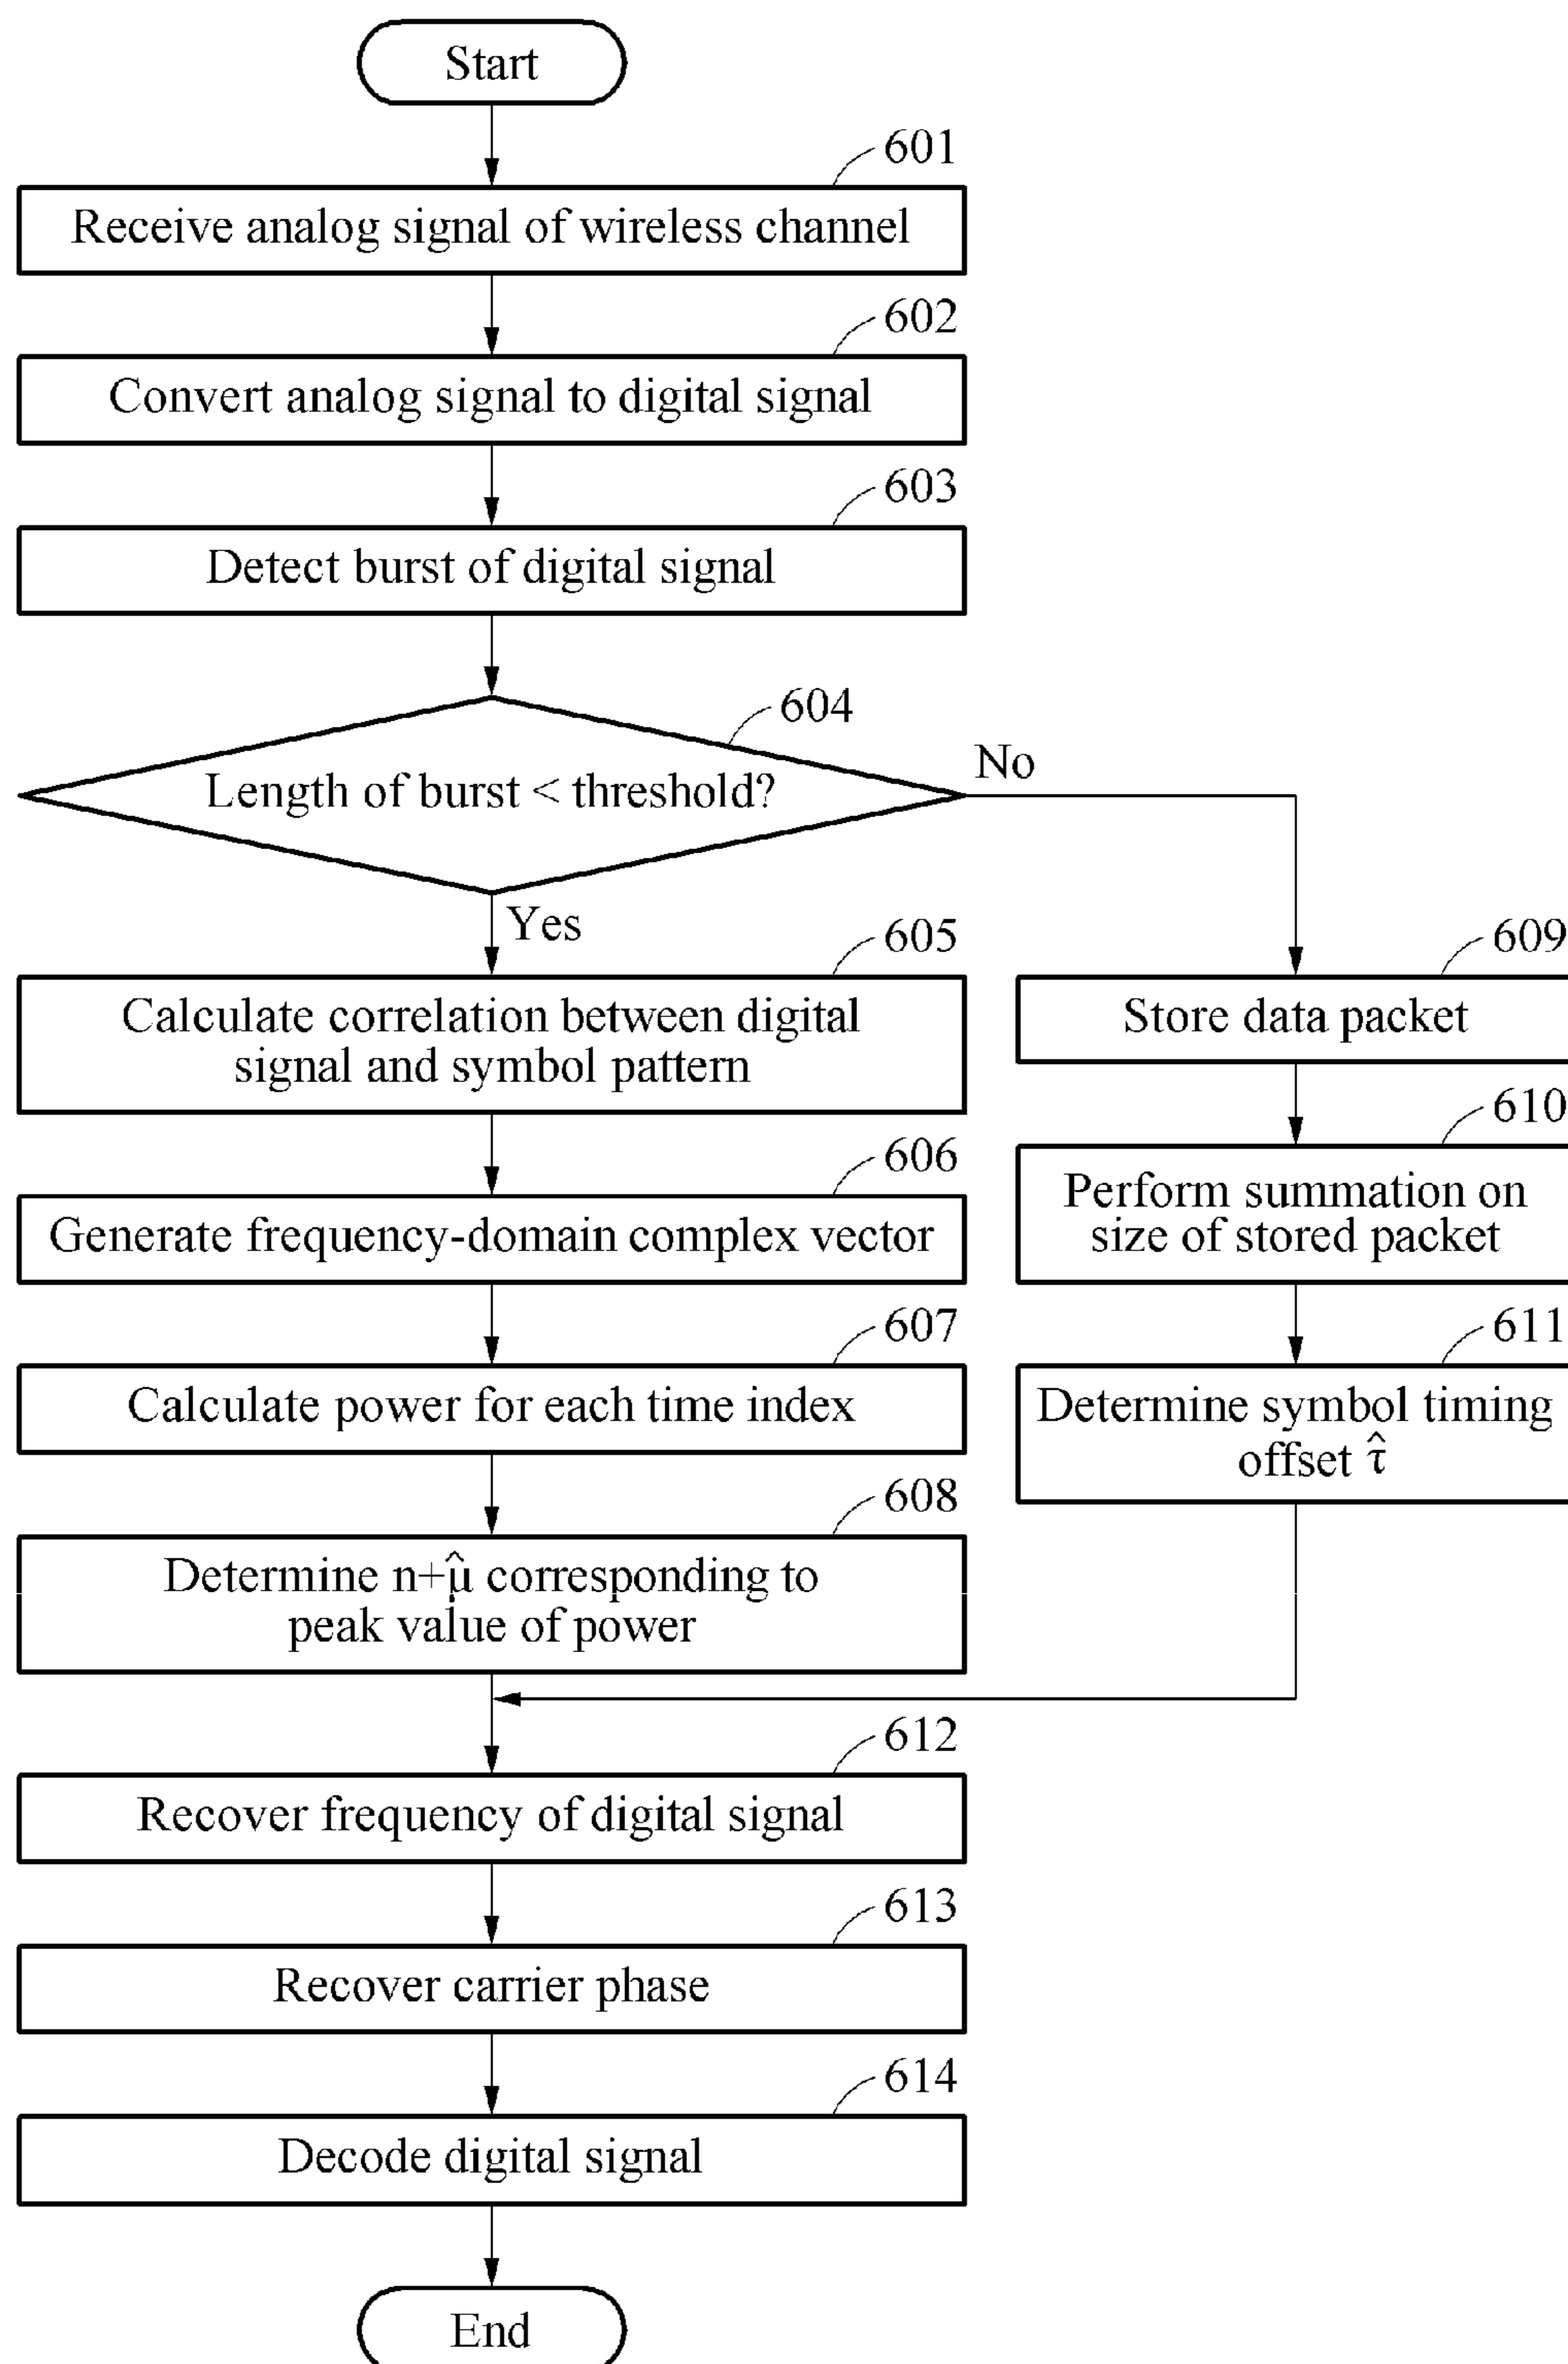 Start
601
Receive analog signal of wireless channel
602
Convert analog signal to digital signal
603
Detect burst of digital signal
604
Length of burst < threshold?
No
Yes
605
Calculate correlation between digital
signal and symbol pattern
606
Generate frequency-domain complex vector
607
Calculate power for each time index
608
Determine n+μ̂ corresponding to
peak value of power
609
Store data packet
610
Perform summation on
size of stored packet
611
Determine symbol timing
offset τ̂
612
Recover frequency of digital signal
613
Recover carrier phase
614
Decode digital signal
End